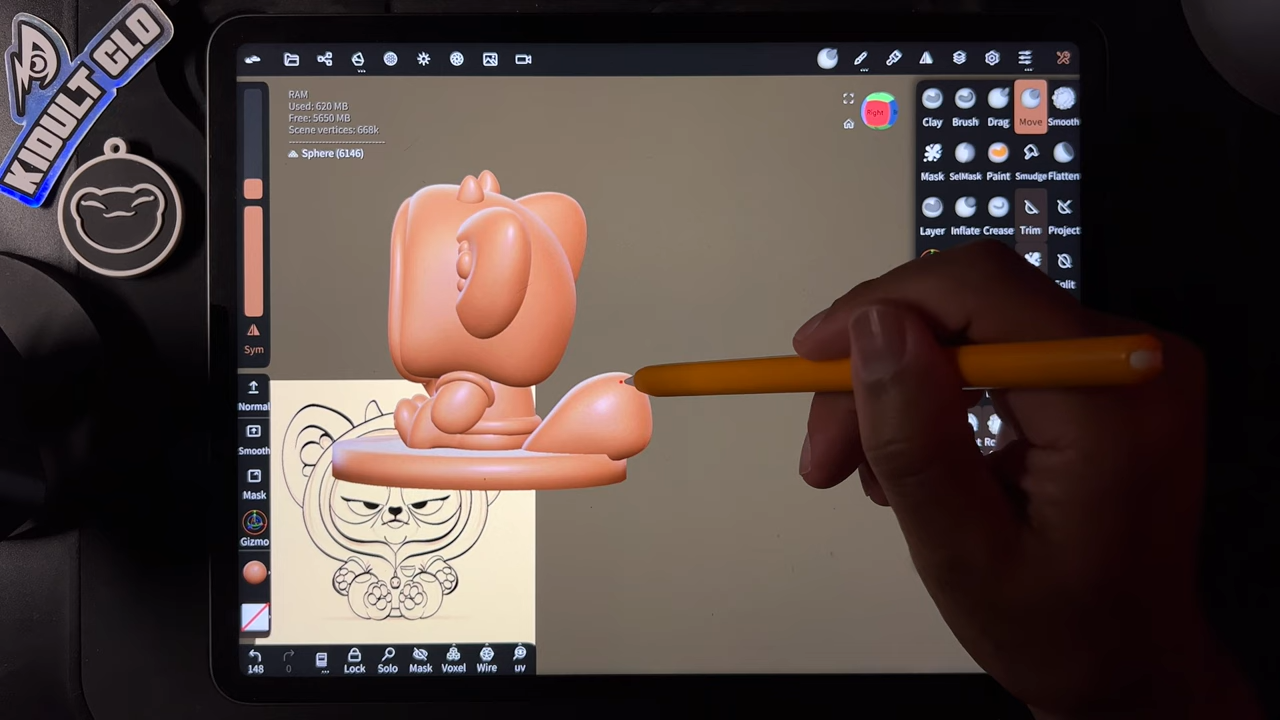 KIDULT CLO
RAM
Used: 620 MB
Free: 5650 MB
Scene vertices: 668k
Sphere (6146)
Right
Clay Brush Drag Move Smooth
Mask SelMask Paint Smudge Flatten
Layer Inflate Crease Trim Project
Split
Sym
Normal
Smooth
Mask
Gizmo
148 0 Lock Solo Mask Voxel Wire uv